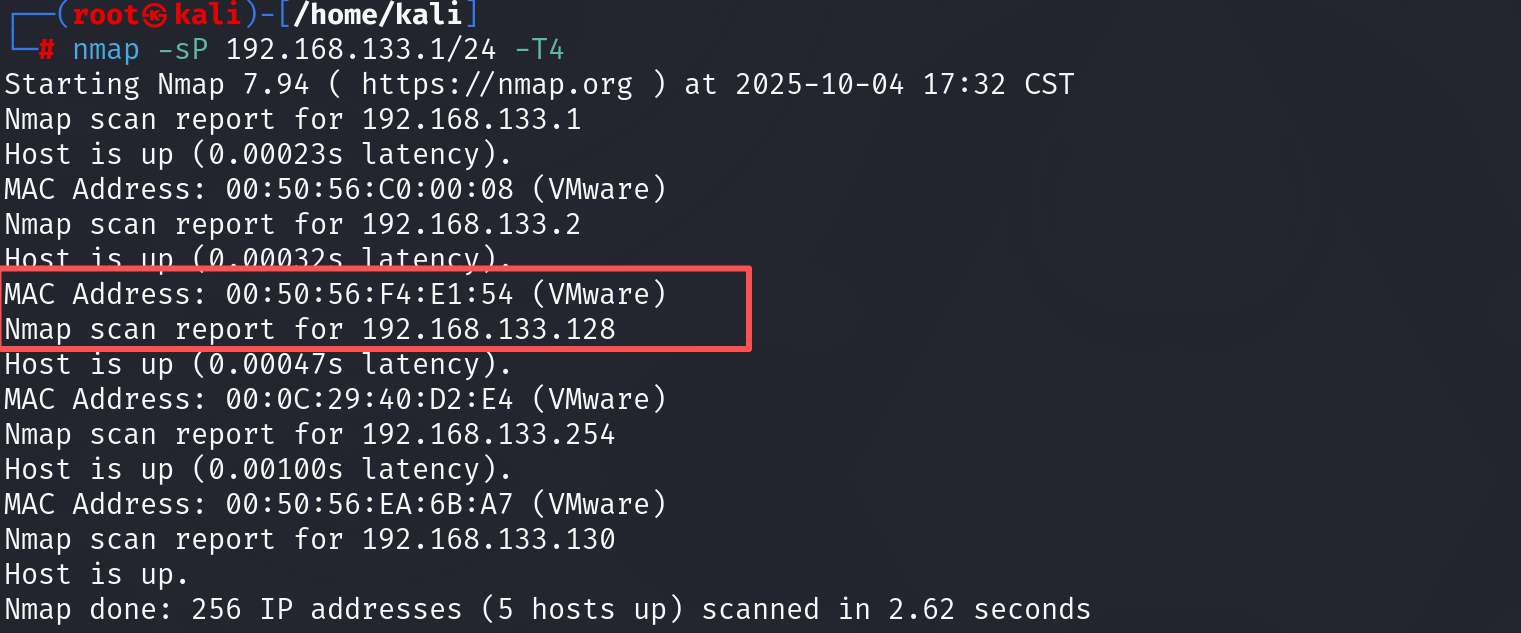 ┌──(root㉿kali)-[/home/kali]
└─# nmap -sP 192.168.133.1/24 -T4
Starting Nmap 7.94 ( https://nmap.org ) at 2025-10-04 17:32 CST
Nmap scan report for 192.168.133.1
Host is up (0.00023s latency).
MAC Address: 00:50:56:C0:00:08 (VMware)
Nmap scan report for 192.168.133.2
Host is up (0.00032s latency).
MAC Address: 00:50:56:F4:E1:54 (VMware)
Nmap scan report for 192.168.133.128
Host is up (0.00047s latency).
MAC Address: 00:0C:29:40:D2:E4 (VMware)
Nmap scan report for 192.168.133.254
Host is up (0.00100s latency).
MAC Address: 00:50:56:EA:6B:A7 (VMware)
Nmap scan report for 192.168.133.130
Host is up.
Nmap done: 256 IP addresses (5 hosts up) scanned in 2.62 seconds